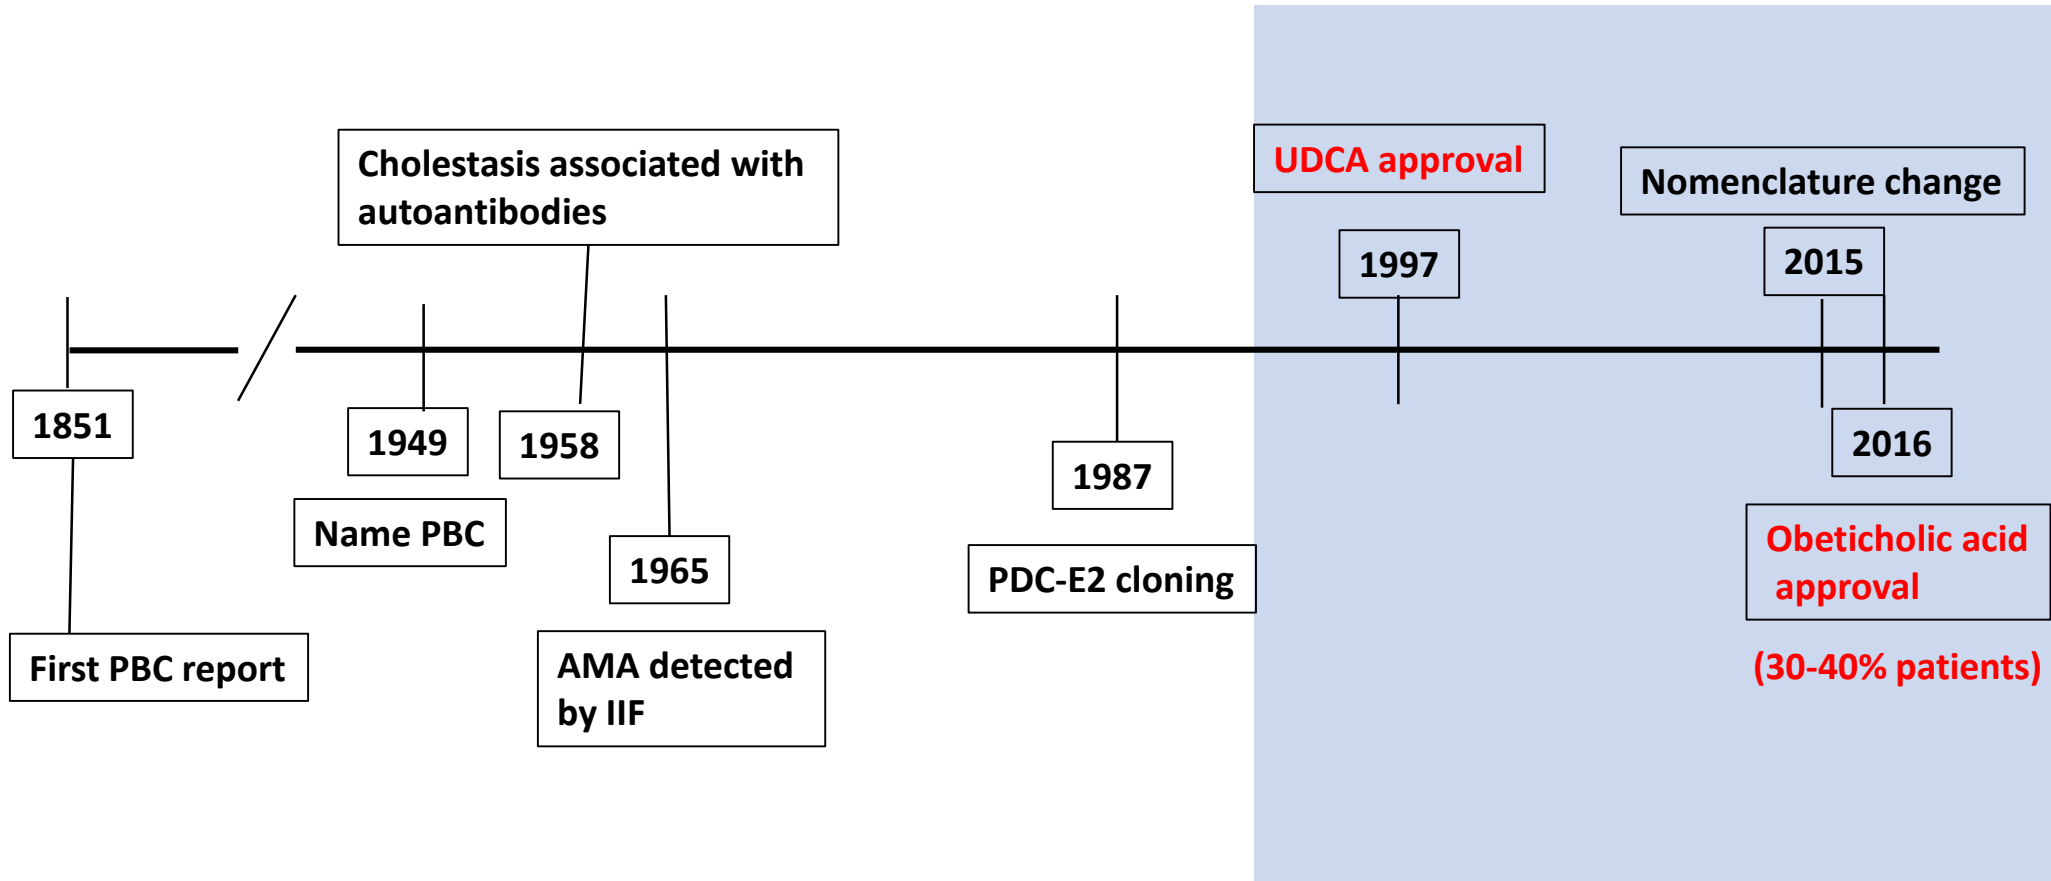 Cholestasis associated with
autoantibodies
UDCA approval
Nomenclature change
1997
2015
1851
1949
1958
2016
1987
Name PBC
Obeticholic acid
approval
1965
PDC-E2 cloning
First PBC report
AMA detected
by IIF
(30-40% patients)